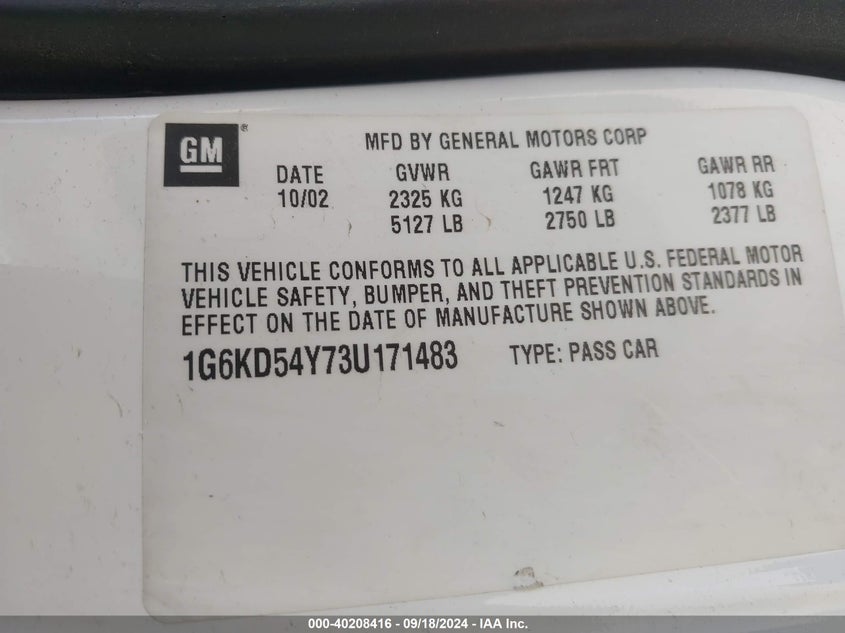 GM®
MFD BY GENERAL MOTORS CORP
DATE GVWR GAWR FRT GAWR RR
10/02 2325 KG 1247 KG 1078 KG
5127 LB 2750 LB 2377 LB
THIS VEHICLE CONFORMS TO ALL APPLICABLE U.S. FEDERAL MOTOR
VEHICLE SAFETY, BUMPER, AND THEFT PREVENTION STANDARDS IN
EFFECT ON THE DATE OF MANUFACTURE SHOWN ABOVE.
1G6KD54Y73U171483 TYPE: PASS CAR
000-40208416 - 09/18/2024 - IAA Inc.